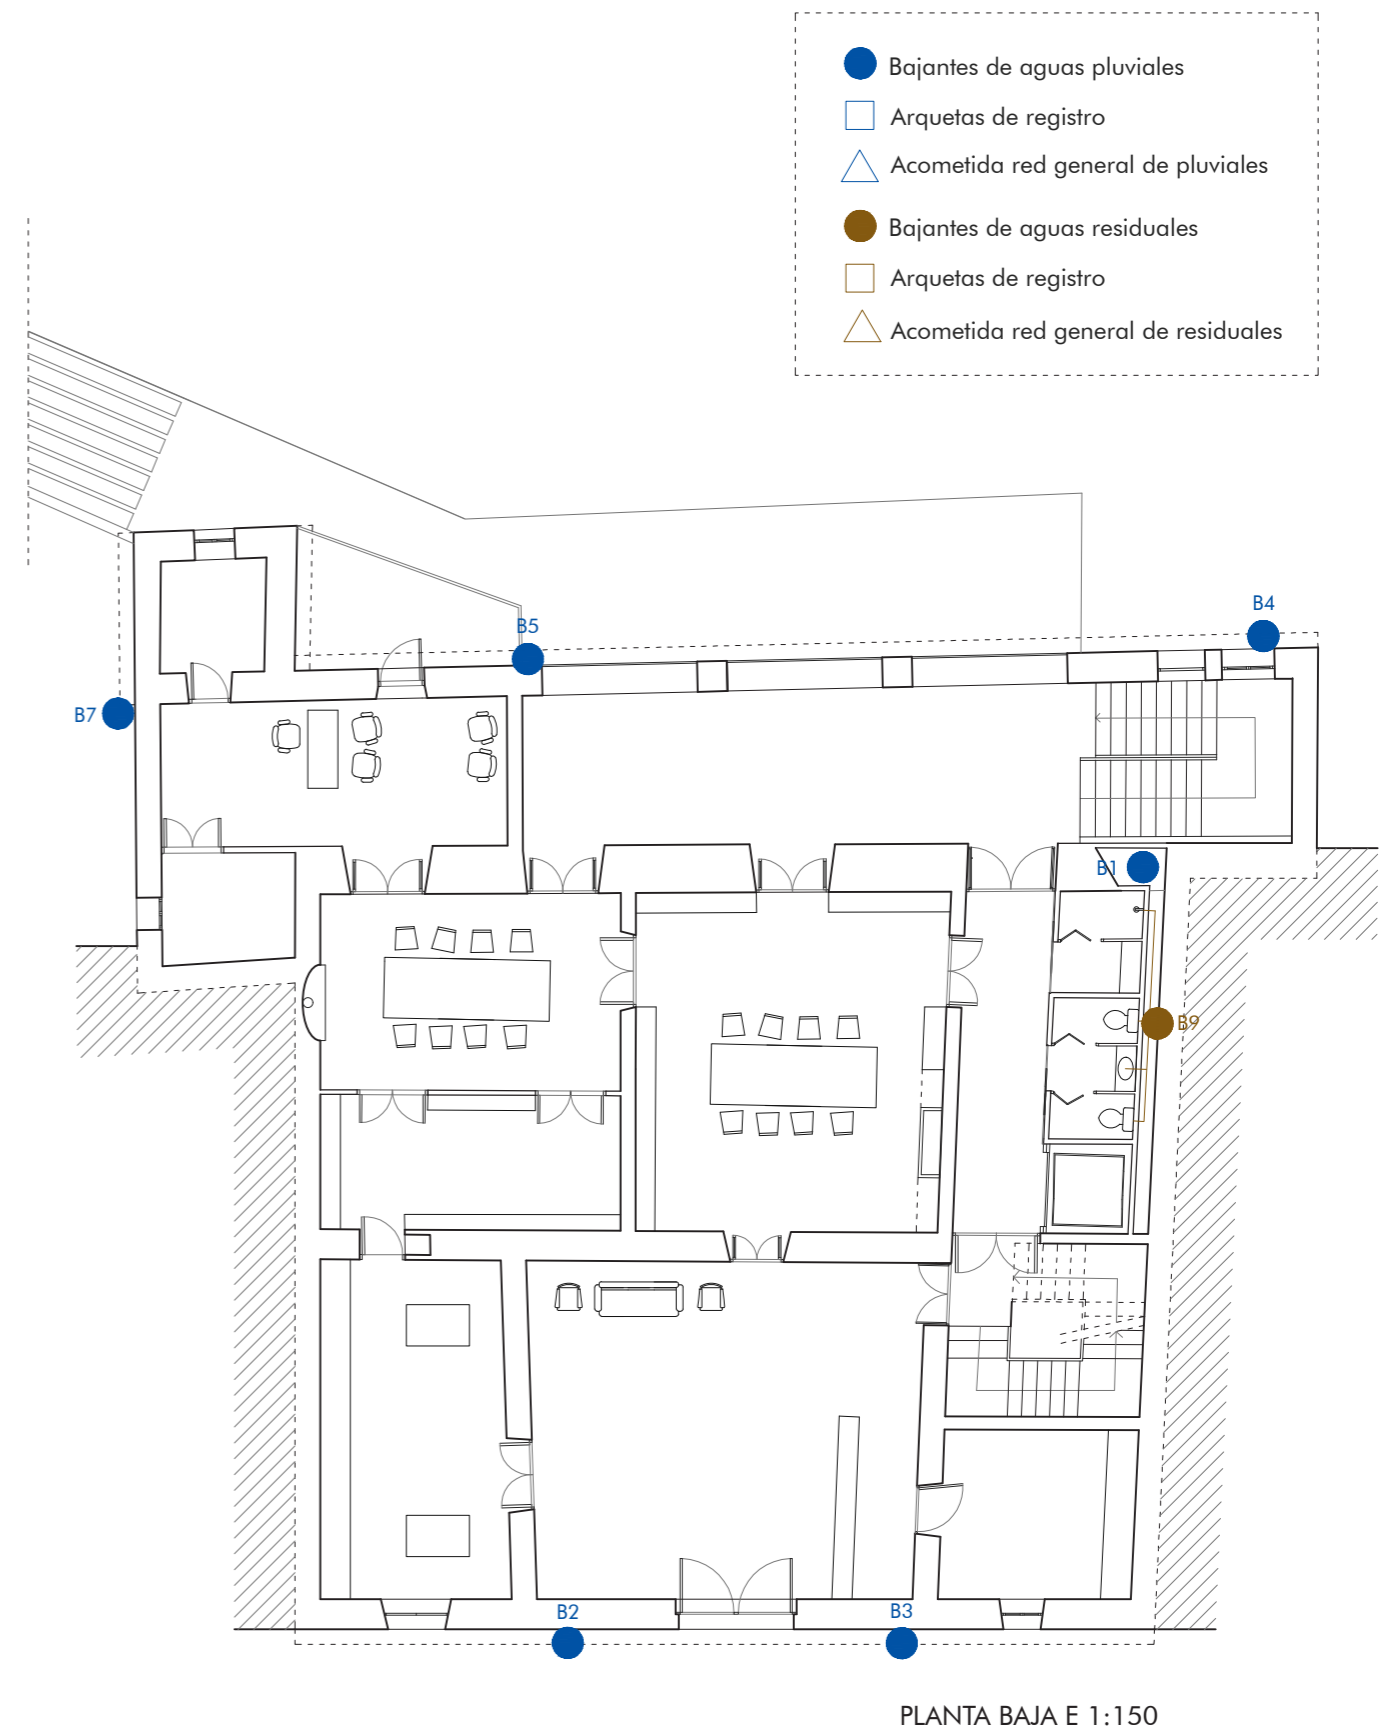 Bajantes de aguas pluviales
Arquetas de registro
Acometida red general de pluviales
Bajantes de aguas residuales
Arquetas de registro
Acometida red general de residuales
B4
B5
B7
B1
B9
B2
B3
PLANTA BAJA E 1:150